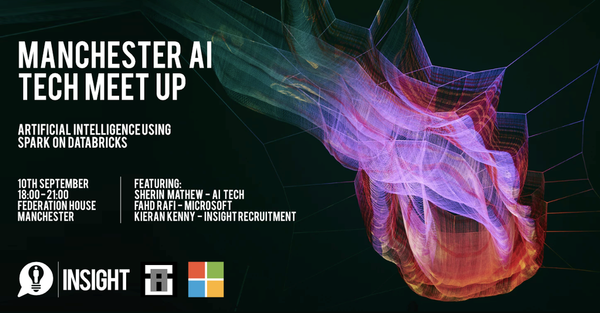 MANCHESTER AI
TECH MEET UP
ARTIFICIAL INTELLIGENCE USING
SPARK ON DATABRICKS
10TH SEPTEMBER
18:00 - 21:00
FEDERATION HOUSE
MANCHESTER
FEATURING:
SHERIN MATHEW - AI TECH
FAHD RAFI - MICROSOFT
KIERAN KENNY - INSIGHT RECRUITMENT
INSIGHT